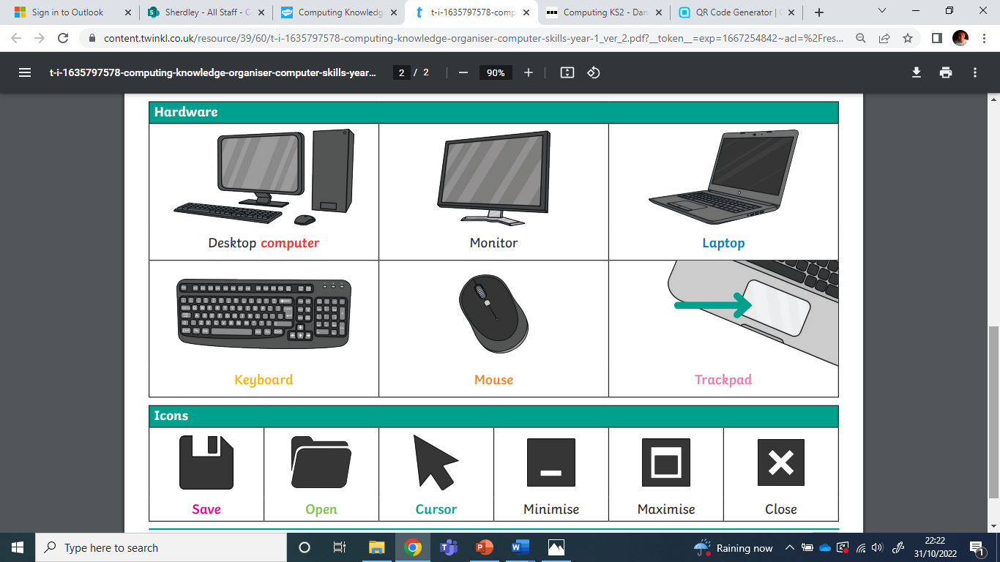 Sign in to Outlook
Sherdley - All Staff - C
Computing Knowledg
t-i-1635797578-comp
Computing KS2 - Dan
QR Code Generator | C
content.twinkl.co.uk/resource/39/60/t-i-1635797578-computing-knowledge-organiser-computer-skills-year-1_ver_2.pdf?__token__=exp=1667254842~acl=%2Fres...
t-i-1635797578-computing-knowledge-organiser-computer-skills-year...
2 / 2
90%
Hardware
Desktop computer
Monitor
Laptop
Keyboard
Mouse
Trackpad
Icons
Save
Open
Cursor
Minimise
Maximise
Close
Type here to search
Raining now
22:22
31/10/2022
1